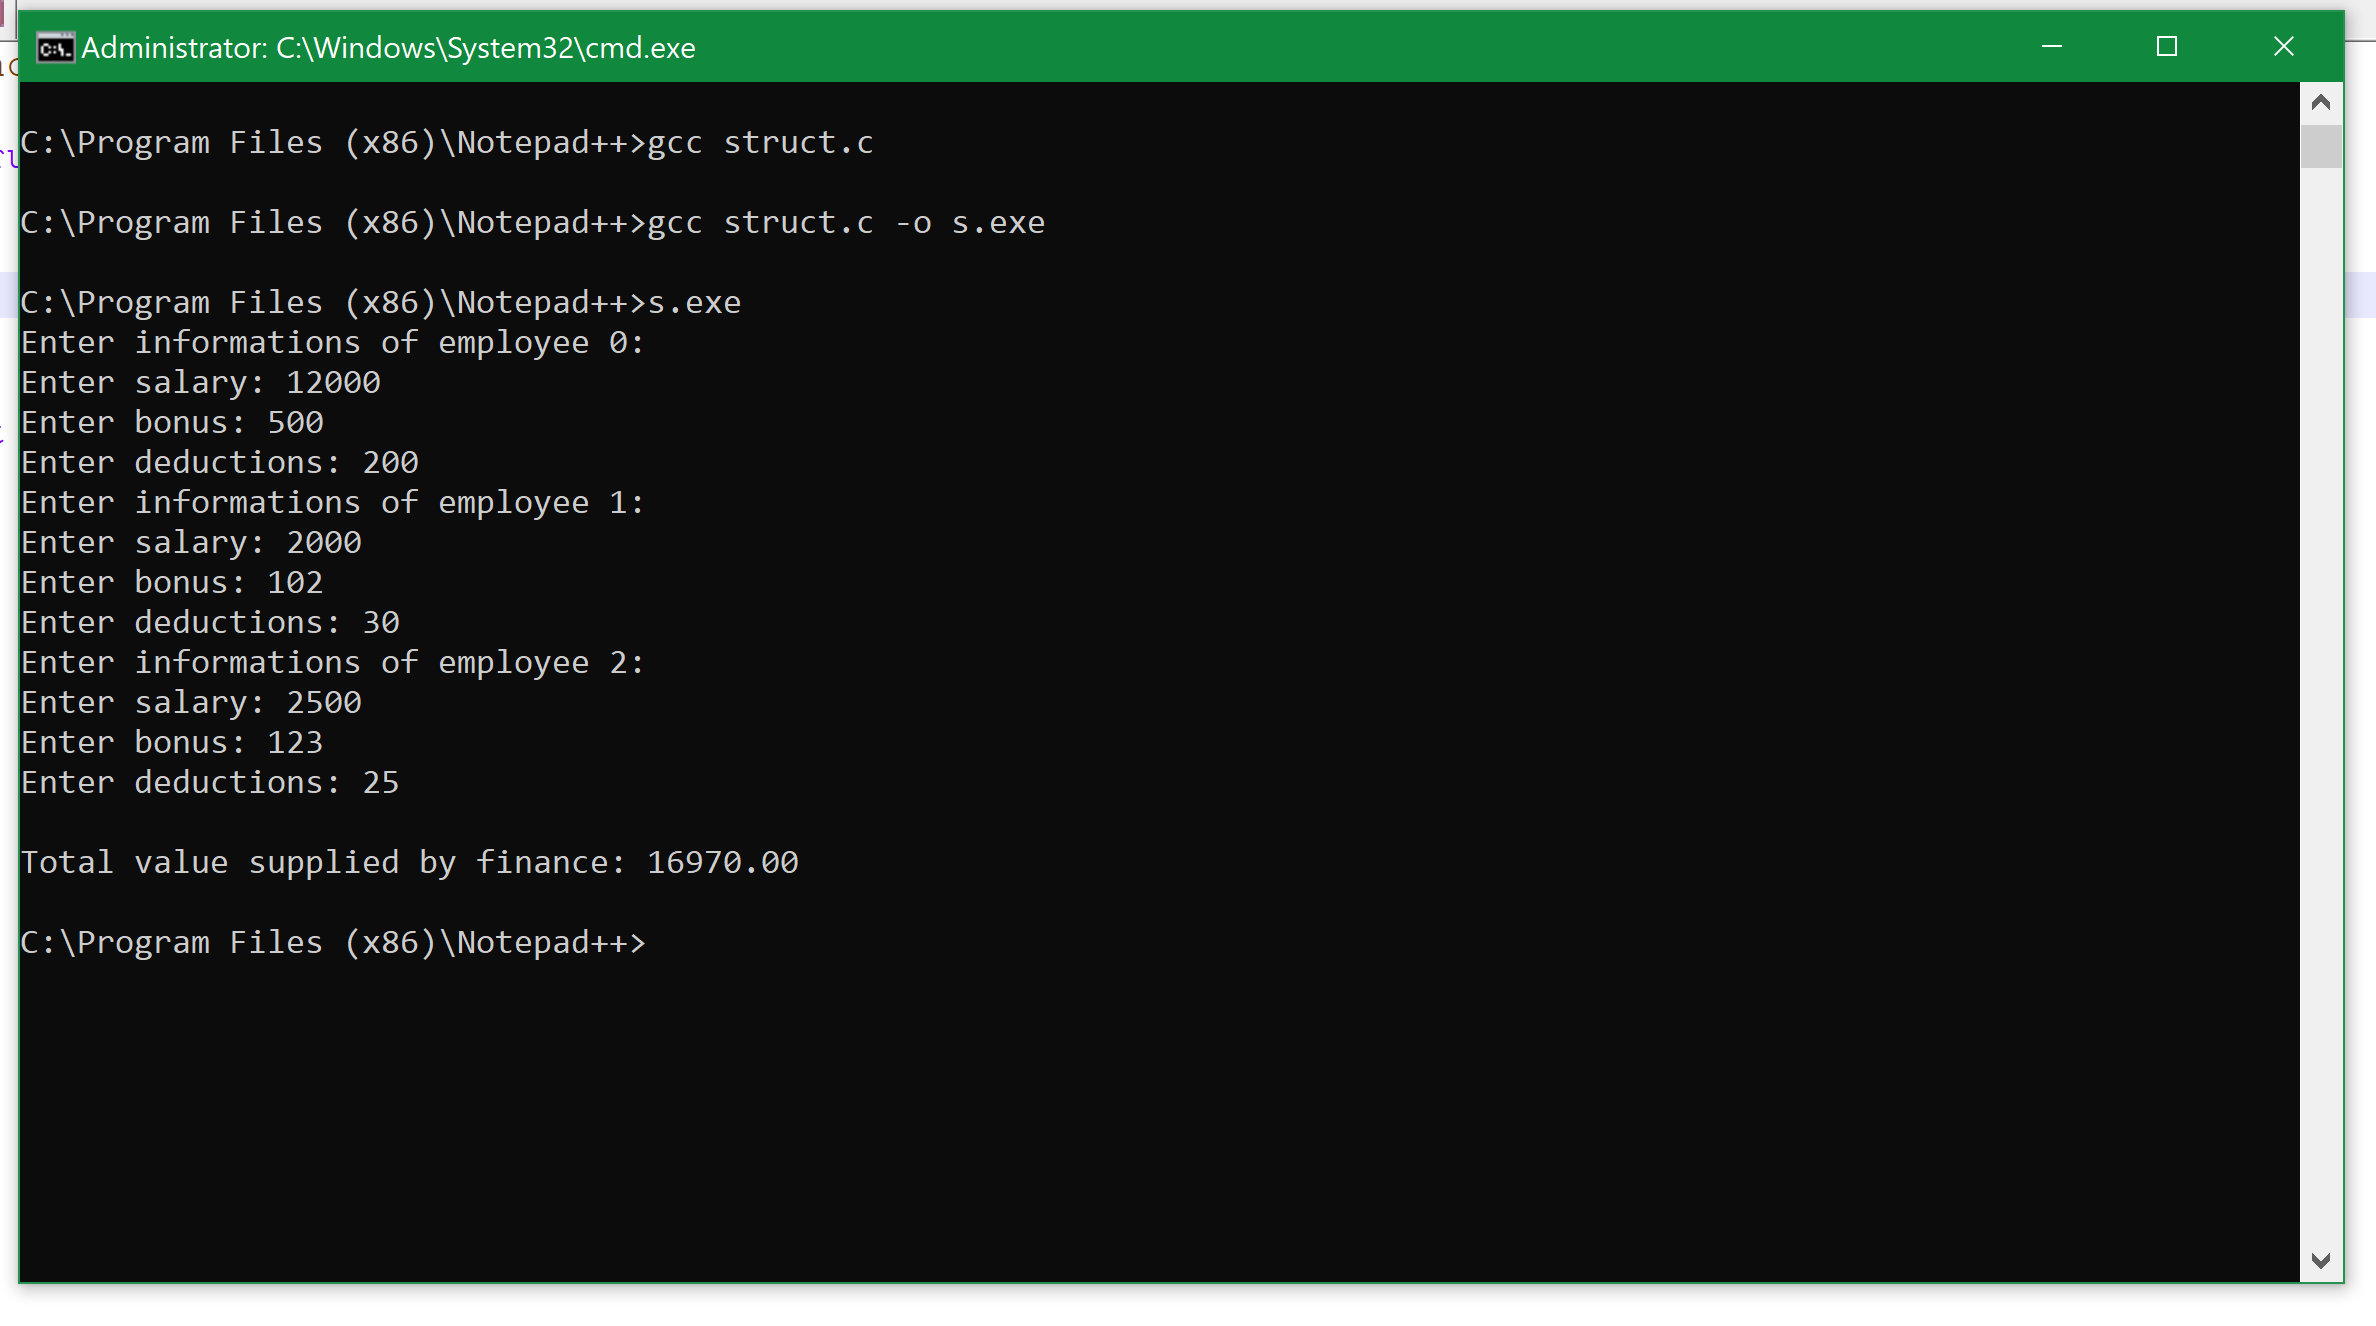 Administrator: C:\Windows\System32\cmd.exe
C:\Program Files (x86)\Notepad++>gcc struct.c
C:\Program Files (x86)\Notepad++>gcc struct.c -o s.exe
C:\Program Files (x86)\Notepad++>s.exe
Enter informations of employee 0:
Enter salary: 12000
Enter bonus: 500
Enter deductions: 200
Enter informations of employee 1:
Enter salary: 2000
Enter bonus: 102
Enter deductions: 30
Enter informations of employee 2:
Enter salary: 2500
Enter bonus: 123
Enter deductions: 25
Total value supplied by finance: 16970.00
C:\Program Files (x86)\Notepad++>